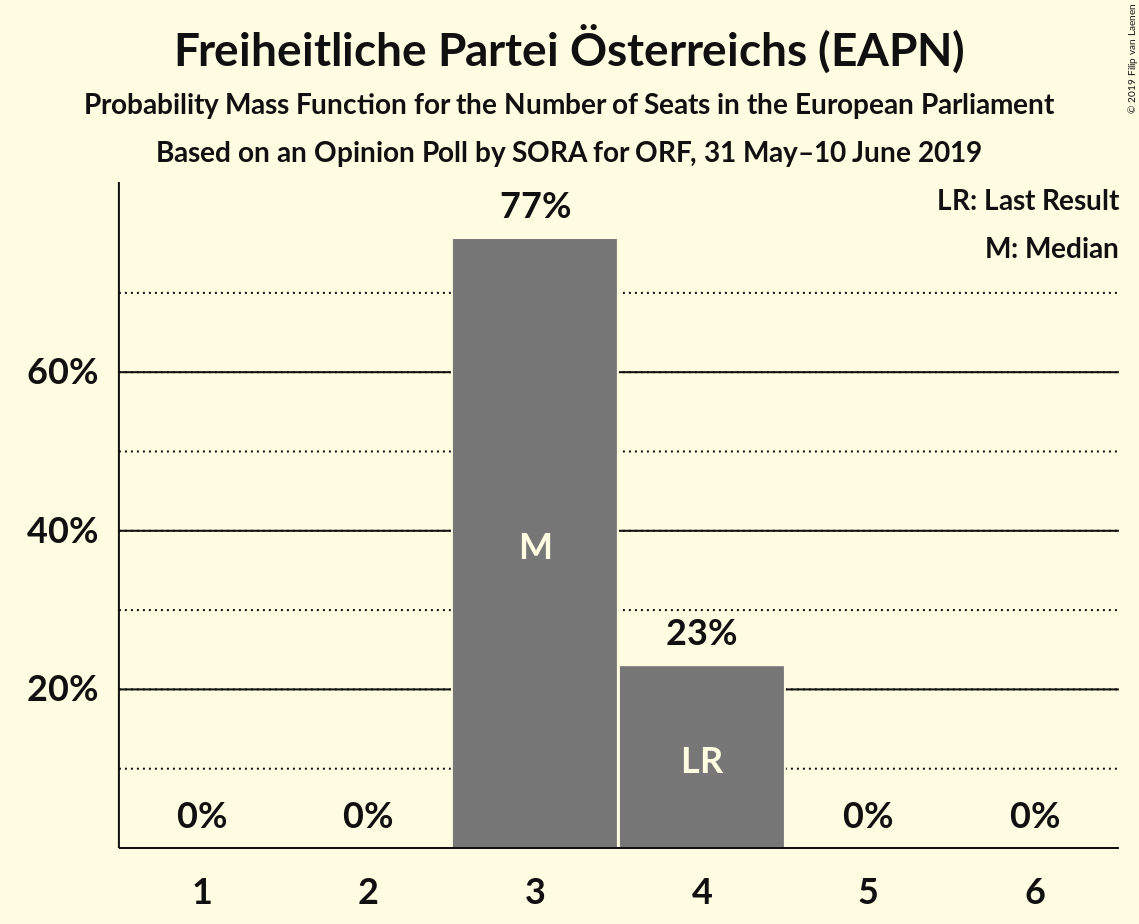 Freiheitliche Partei Österreichs (EAPN)
Probability Mass Function for the Number of Seats in the European Parliament
Based on an Opinion Poll by SORA for ORF, 31 May–10 June 2019
© 2019 Filip van Laenen
LR: Last Result
M: Median
77%
60%
40%
M
23%
20%
LR
0%
0%
0%
0%
1
2
3
4
5
6